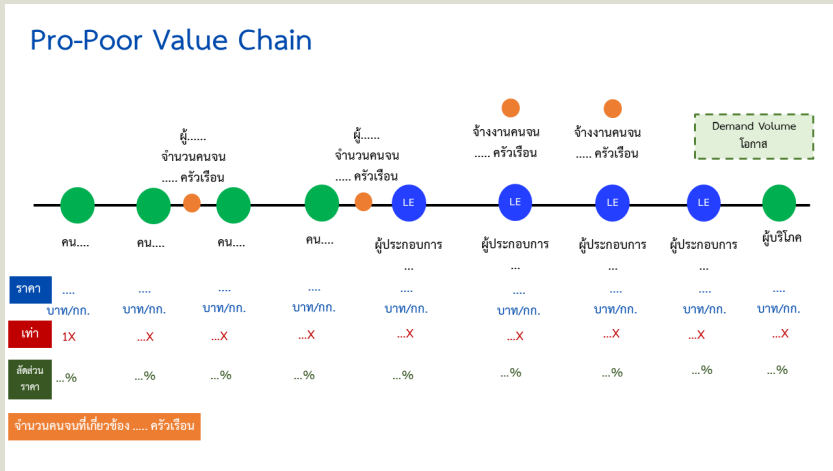 Pro-Poor Value Chain
ผู้......
จำนวนคนจน
..... ครัวเรือน
ผู้......
จำนวนคนจน
..... ครัวเรือน
จ้างงานคนจน
..... ครัวเรือน
จ้างงานคนจน
..... ครัวเรือน
Demand Volume
โอกาส
LE LE LE LE
คน.... คน.... คน.... คน.... ผู้ประกอบการ ผู้ประกอบการ ผู้ประกอบการ ผู้ประกอบการ ผู้บริโภค
... ... ... ...
ราคา .... .... .... .... .... .... .... .... ....
บาท/กก. บาท/กก. บาท/กก. บาท/กก. บาท/กก. บาท/กก. บาท/กก. บาท/กก. บาท/กก.
เท่า 1X ...X ...X ...X ...X ...X ...X ...X ...X
สัดส่วน
ราคา ...% ...% ...% ...% ...% ...% ...% ...% ...%
จำนวนคนจนที่เกี่ยวข้อง ..... ครัวเรือน